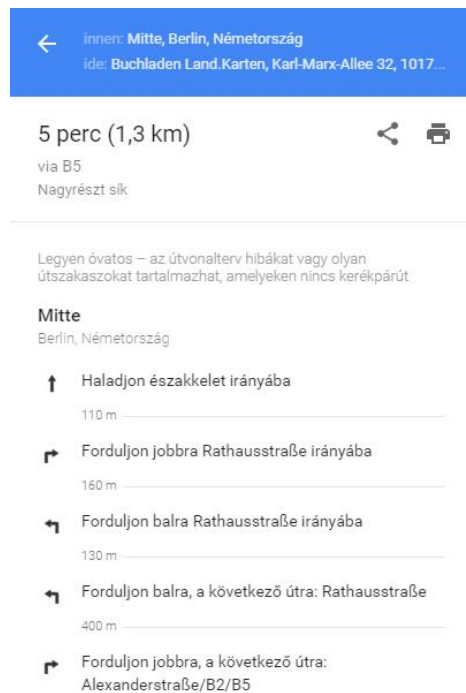 innen: Mitte, Berlin, Németország
ide: Buchladen Land.Karten, Karl-Marx-Allee 32, 1017...
5 perc (1,3 km)
via B5
Nagyrészt sík
Legyen óvatos – az útvonalterv hibákat vagy olyan
útszakaszokat tartalmazhat, amelyeken nincs kerékpárút
Mitte
Berlin, Németország
Haladjon északkelet irányába
110 m
Forduljon jobbra Rathausstraße irányába
160 m
Forduljon balra Rathausstraße irányába
130 m
Forduljon balra, a következő útra: Rathausstraße
400 m
Forduljon jobbra, a következő útra:
Alexanderstraße/B2/B5